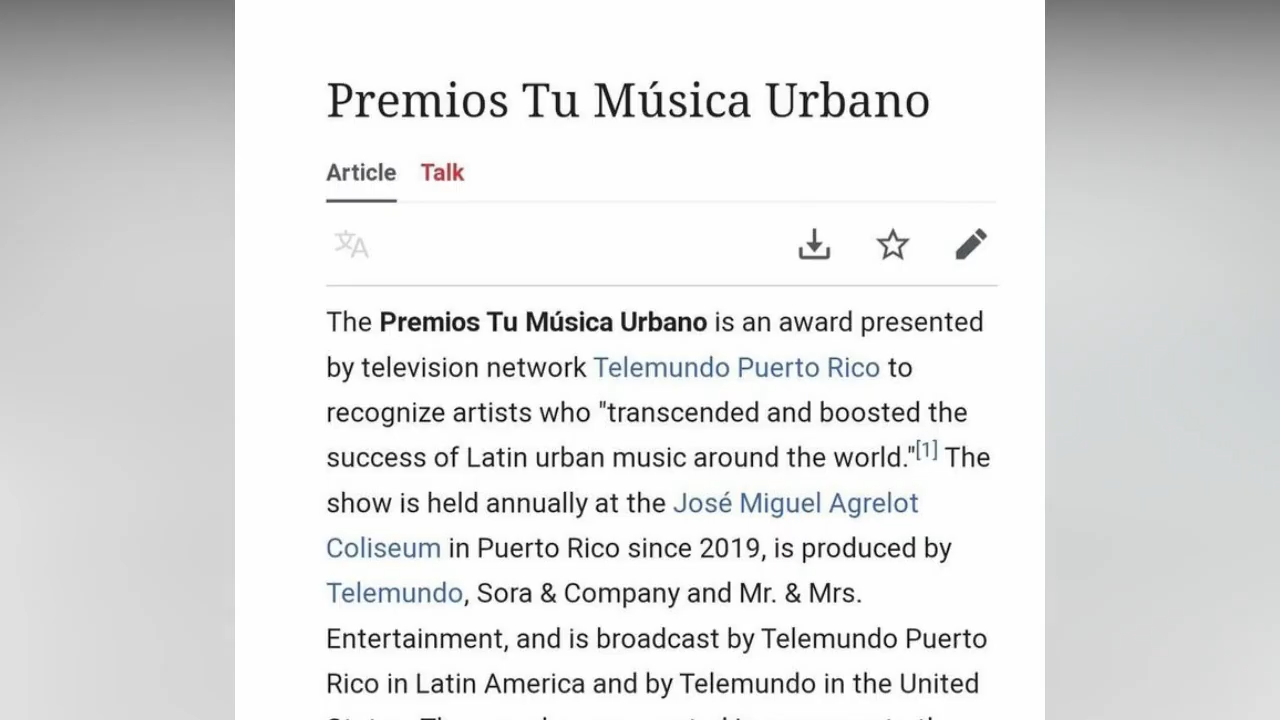 Premios Tu Música Urbano
Article Talk
The Premios Tu Música Urbano is an award presented
by television network Telemundo Puerto Rico to
recognize artists who "transcended and boosted the
success of Latin urban music around the world."[1] The
show is held annually at the José Miguel Agrelot
Coliseum in Puerto Rico since 2019, is produced by
Telemundo, Sora & Company and Mr. & Mrs.
Entertainment, and is broadcast by Telemundo Puerto
Rico in Latin America and by Telemundo in the United